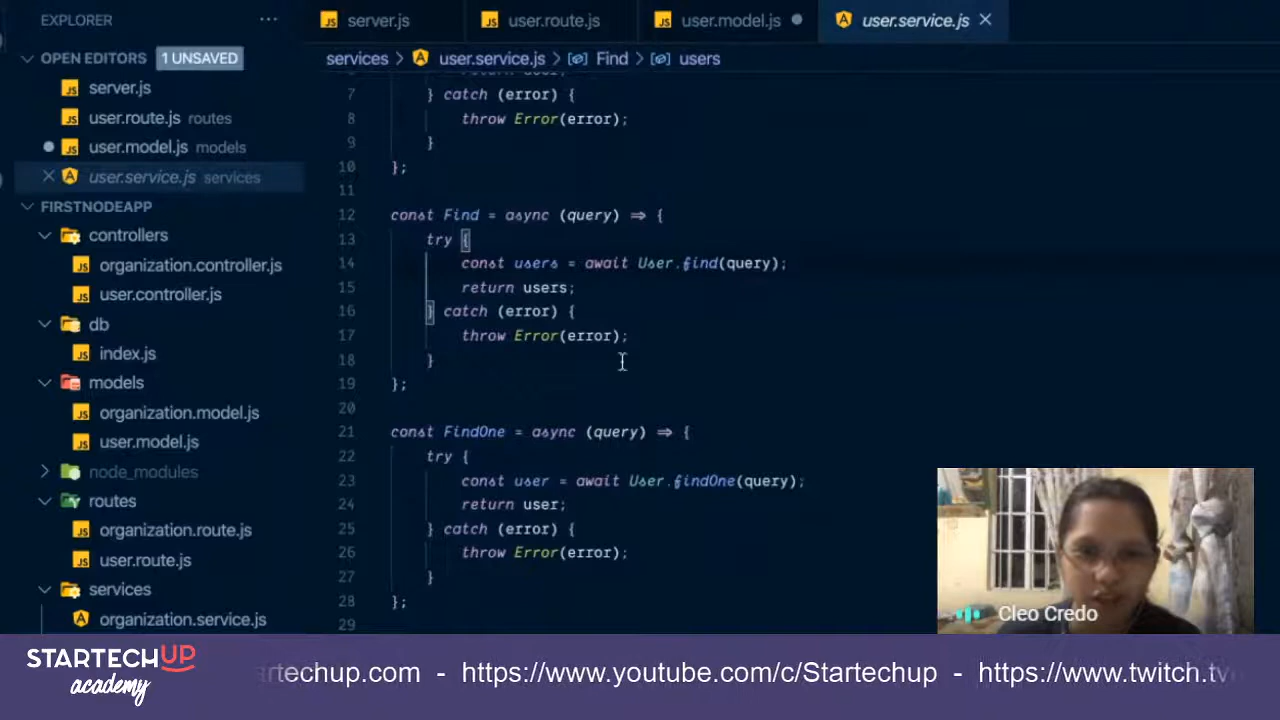 EXPLORER
OPEN EDITORS 1 UNSAVED
server.js
user.route.js routes
user.model.js models
user.service.js services
FIRSTNODEAPP
controllers
organization.controller.js
user.controller.js
db
index.js
models
organization.model.js
user.model.js
node_modules
routes
organization.route.js
user.route.js
services
organization.service.js
server.js user.route.js user.model.js user.service.js
services > user.service.js > Find > users
7 } catch (error) {
8 throw Error(error);
9 }
10 };
11
12 const Find = async (query) => {
13 try {
14 const users = await User.find(query);
15 return users;
16 } catch (error) {
17 throw Error(error);
18 }
19 };
20
21 const FindOne = async (query) => {
22 try {
23 const user = await User.findOne(query);
24 return user;
25 } catch (error) {
26 throw Error(error);
27 }
28 };
29
Cleo Credo
STARTECHUP
academy
startechup.com - https://www.youtube.com/c/Startechup - https://www.twitch.tv